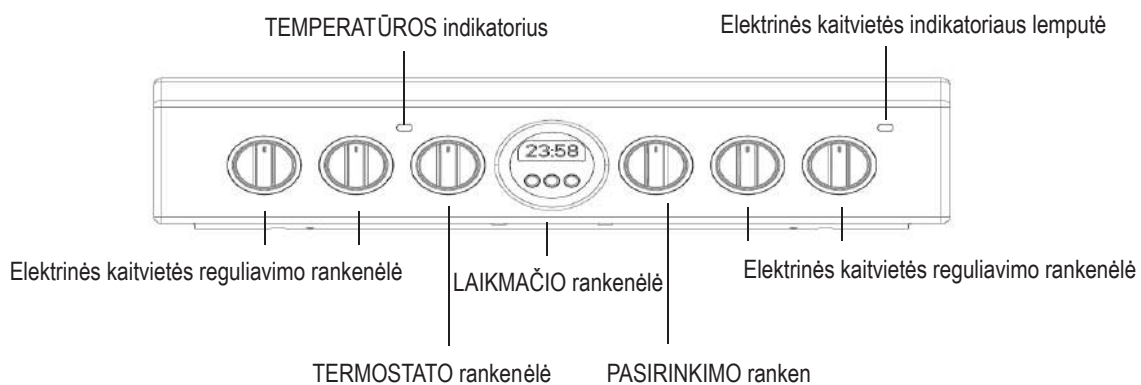 TEMPERATŪROS indikatorius
Elektrinės kaitvietės indikatoriaus lemputė
23:58
Elektrinės kaitvietės reguliavimo rankenėlė
LAIKMAČIO rankenėlė
Elektrinės kaitvietės reguliavimo rankenėlė
TERMOSTATO rankenėlė
PASIRINKIMO ranken